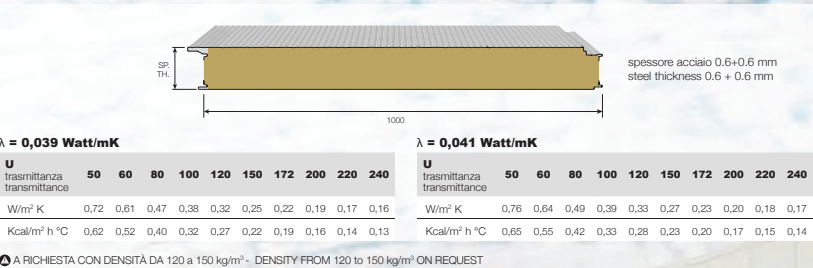 SP.
TH.
1000
spessore acciaio 0.6+0.6 mm
steel thickness 0.6 + 0.6 mm
λ = 0,039 Watt/mK
U
trasmittanza
transmittance
50 60 80 100 120 150 172 200 220 240
W/m² K 0,72 0,61 0,47 0,38 0,32 0,25 0,22 0,19 0,17 0,16
Kcal/m² h °C 0,62 0,52 0,40 0,32 0,27 0,22 0,19 0,16 0,14 0,13
λ = 0,041 Watt/mK
U
trasmittanza
transmittance
50 60 80 100 120 150 172 200 220 240
W/m² K 0,76 0,64 0,49 0,39 0,33 0,27 0,23 0,20 0,18 0,17
Kcal/m² h °C 0,65 0,55 0,42 0,33 0,28 0,23 0,20 0,17 0,15 0,14
A RICHIESTA CON DENSITÀ DA 120 a 150 kg/m³ - DENSITY FROM 120 to 150 kg/m³ ON REQUEST